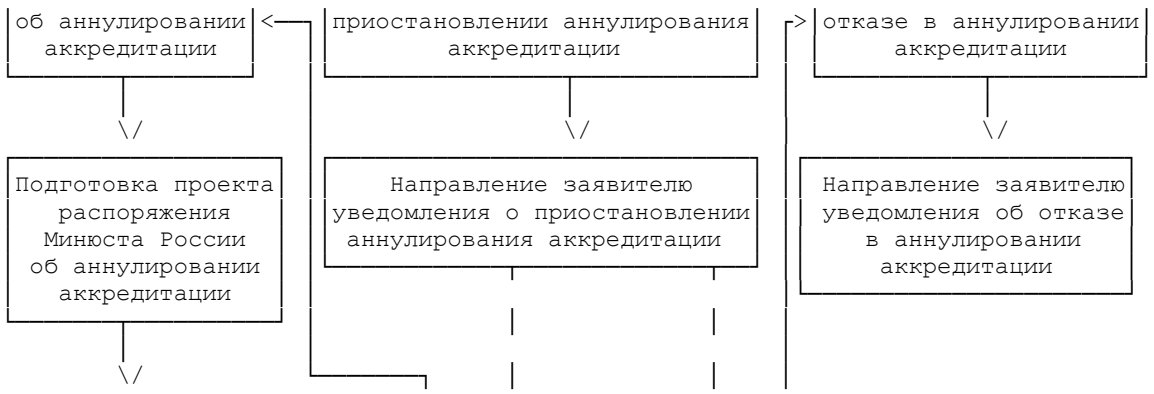 об аннулировании
аккредитации
приостановлении аннулирования
аккредитации
отказе в аннулировании
аккредитации
Подготовка проекта
распоряжения
Минюста России
об аннулировании
аккредитации
Направление заявителю
уведомления о приостановлении
аннулирования аккредитации
Направление заявителю
уведомления об отказе
в аннулировании
аккредитации